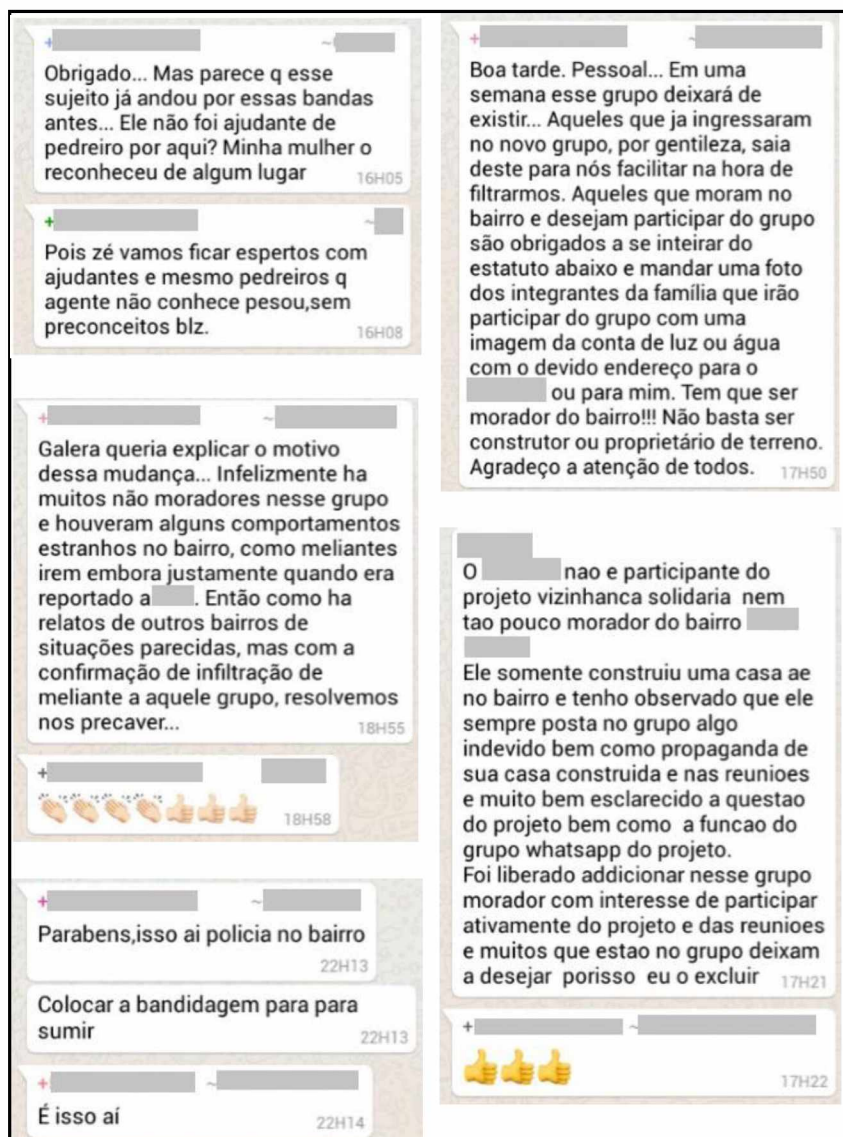 Obrigado... Mas parece q esse
sujeito já andou por essas bandas
antes... Ele não foi ajudante de
pedreiro por aqui? Minha mulher o
reconheceu de algum lugar 16H05
Pois zé vamos ficar espertos com
ajudantes e mesmo pedreiros q
agente não conhece pesou,sem
preconceitos blz. 16H08
Galera queria explicar o motivo
dessa mudança... Infelizmente ha
muitos não moradores nesse grupo
e houveram alguns comportamentos
estranhos no bairro, como meliantes
irem embora justamente quando era
reportado a . Então como ha
relatos de outros bairros de
situações parecidas, mas com a
confirmação de infiltração de
meliante a aquele grupo, resolvemos
nos precaver... 18H55
👏👏👏👏👍👍👍 18H58
Parabens,isso ai policia no bairro
22H13
Colocar a bandidagem para para
sumir 22H13
É isso aí 22H14
Boa tarde. Pessoal... Em uma
semana esse grupo deixará de
existir... Aqueles que ja ingressaram
no novo grupo, por gentileza, saia
deste para nós facilitar na hora de
filtrarmos. Aqueles que moram no
bairro e desejam participar do grupo
são obrigados a se inteirar do
estatuto abaixo e mandar uma foto
dos integrantes da família que irão
participar do grupo com uma
imagem da conta de luz ou água
com o devido endereço para o
ou para mim. Tem que ser
morador do bairro!!! Não basta ser
construtor ou proprietário de terreno.
Agradeço a atenção de todos. 17H50
O nao e participante do
projeto vizinhanca solidaria nem
tao pouco morador do bairro
Ele somente construiu uma casa ae
no bairro e tenho observado que ele
sempre posta no grupo algo
indevido bem como propaganda de
sua casa construida e nas reunioes
e muito bem esclarecido a questao
do projeto bem como a funcao do
grupo whatsapp do projeto.
Foi liberado addicionar nesse grupo
morador com interesse de participar
ativamente do projeto e das reunioes
e muitos que estao no grupo deixam
a desejar porisso eu o excluir 17H21
👍👍👍 17H22